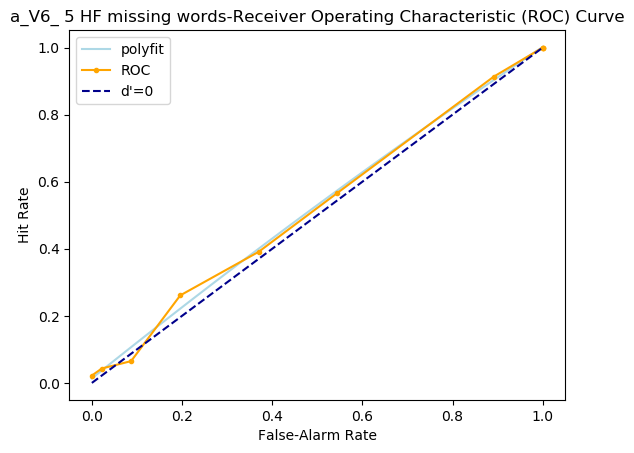 a_V6_ 5 HF missing words-Receiver Operating Characteristic (ROC) Curve
polyfit
ROC
d'=0
1.0
0.8
0.6
0.4
0.2
0.0
Hit Rate
0.0 0.2 0.4 0.6 0.8 1.0
False-Alarm Rate